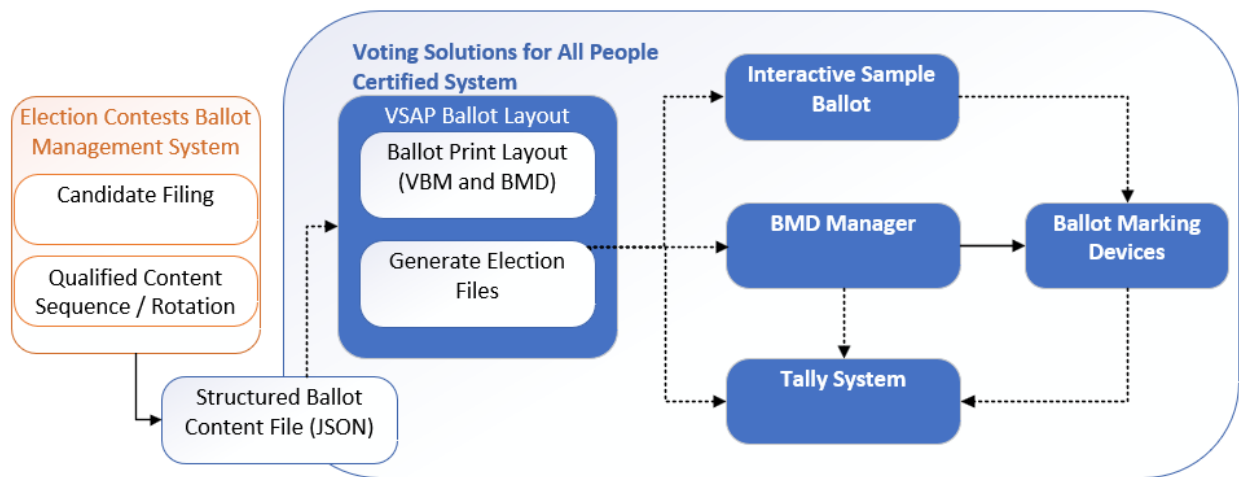 Voting Solutions for All People
Certified System
Election Contests Ballot
Management System
Candidate Filing
Qualified Content
Sequence / Rotation
Structured Ballot
Content File (JSON)
VSAP Ballot Layout
Ballot Print Layout
(VBM and BMD)
Generate Election
Files
Interactive Sample
Ballot
BMD Manager
Ballot Marking
Devices
Tally System